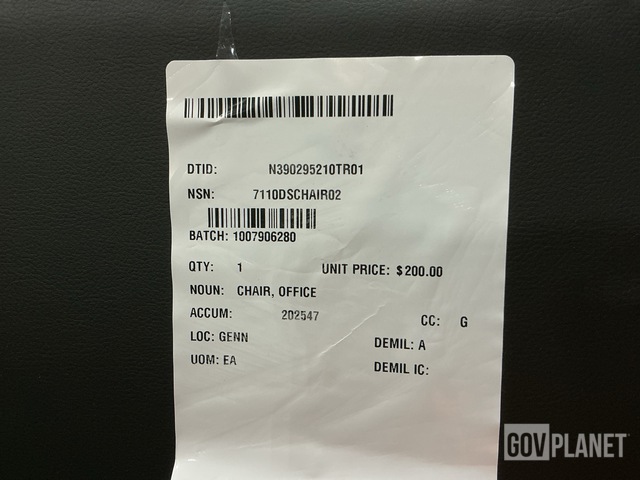 DTID: N390295210TR01
NSN: 7110DSCHAIR02
BATCH: 1007906280
QTY: 1 UNIT PRICE: $200.00
NOUN: CHAIR, OFFICE
ACCUM: 202547
CC: G
LOC: GENN
DEMIL: A
UOM: EA
DEMIL IC:
GOVPLANET